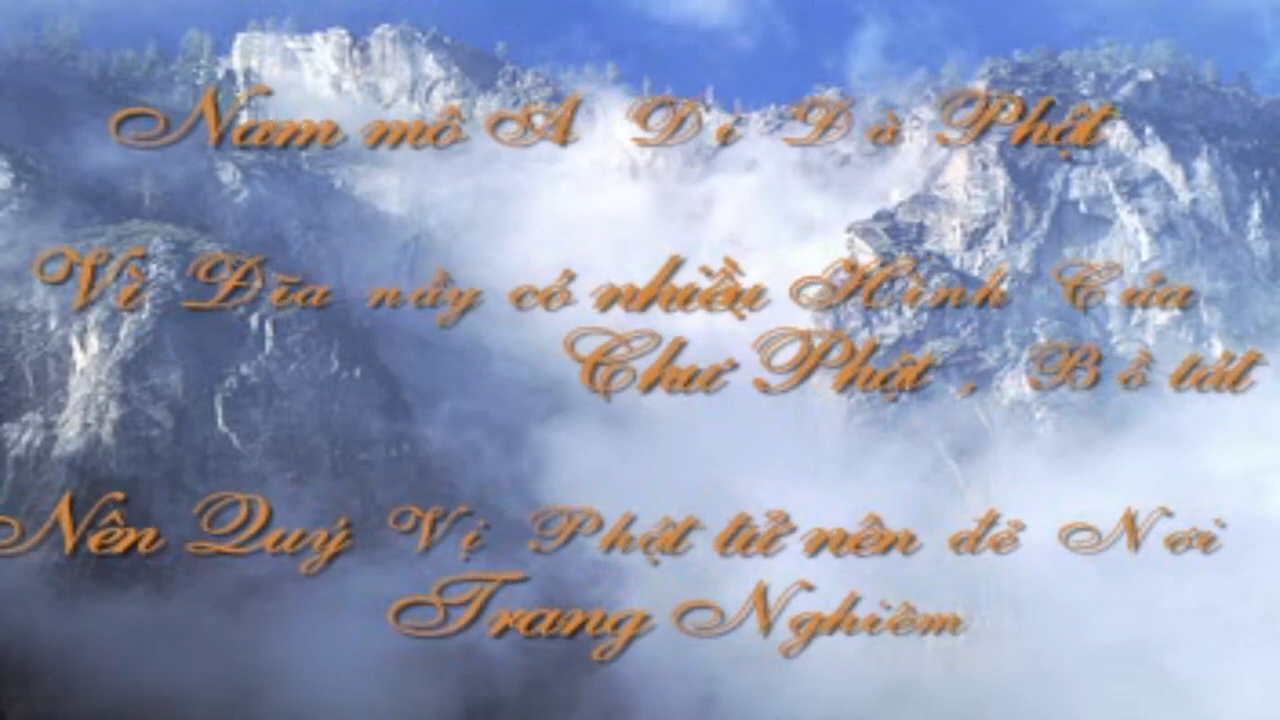 Nam mô A Di Đà Phật
Vì Đĩa nầy có nhiều Hình Của
Chư Phật , Bồ tát
Nên Quý Vị Phật tử nên để Nơi
Trang Nghiêm